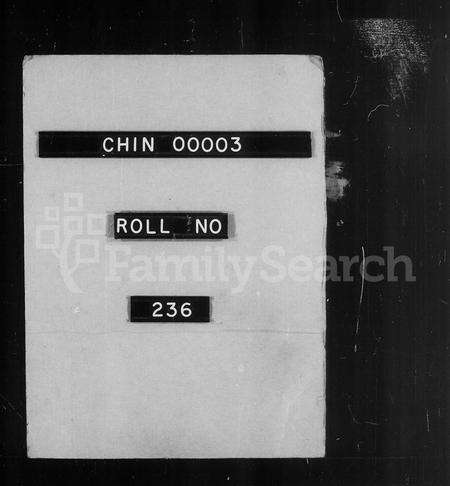 CHIN 00003
ROLL NO
FamilySearch
236